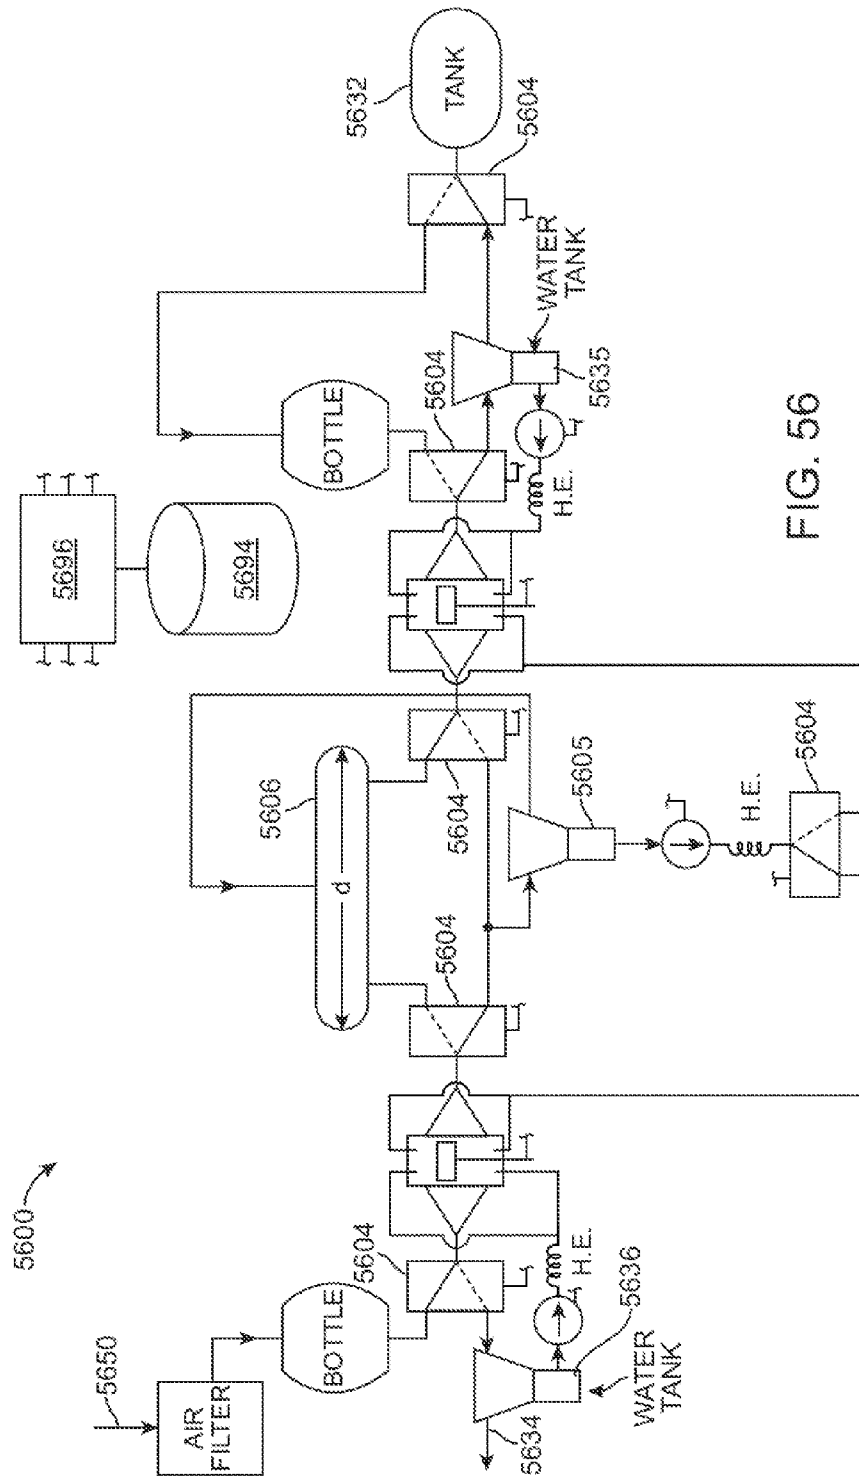 5600
5696
5650
AIR
FILTER
5694
5606
BOTTLE
d
BOTTLE
5632
TANK
5604
5604
5604
5604
5604
5634
H.E.
5636
WATER
TANK
5605
H.E.
5635
WATER
TANK
H.E.
5604
FIG. 56